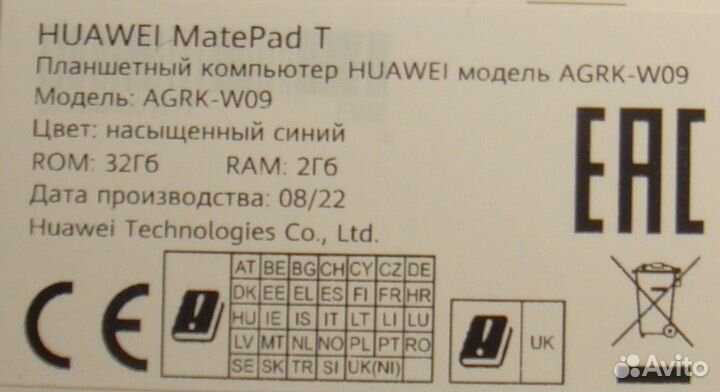 HUAWEI MatePad T
Планшетный компьютер HUAWEI модель AGRK-W09
Модель: AGRK-W09
Цвет: насыщенный синий
ROM: 32Гб RAM: 2Гб
Дата производства: 08/22
Huawei Technologies Co., Ltd.
EAC
CE
AT BE BG CH CY CZ DE
DK EE EL ES FI FR HR
HU IE IS IT LT LI LU
LV MT NL NO PL PT RO
SE SK TR SI UK(NI)
UK
Avito